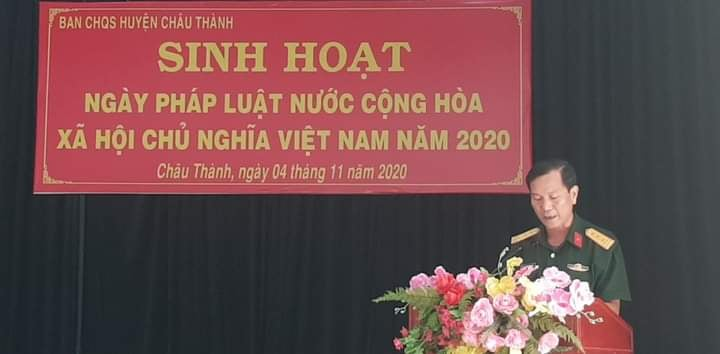 BAN CHQS HUYỆN CHÂU THÀNH
SINH HOẠT
NGÀY PHÁP LUẬT NƯỚC CỘNG HÒA
XÃ HỘI CHỦ NGHĨA VIỆT NAM NĂM 2020
Châu Thành, ngày 04 tháng 11 năm 2020